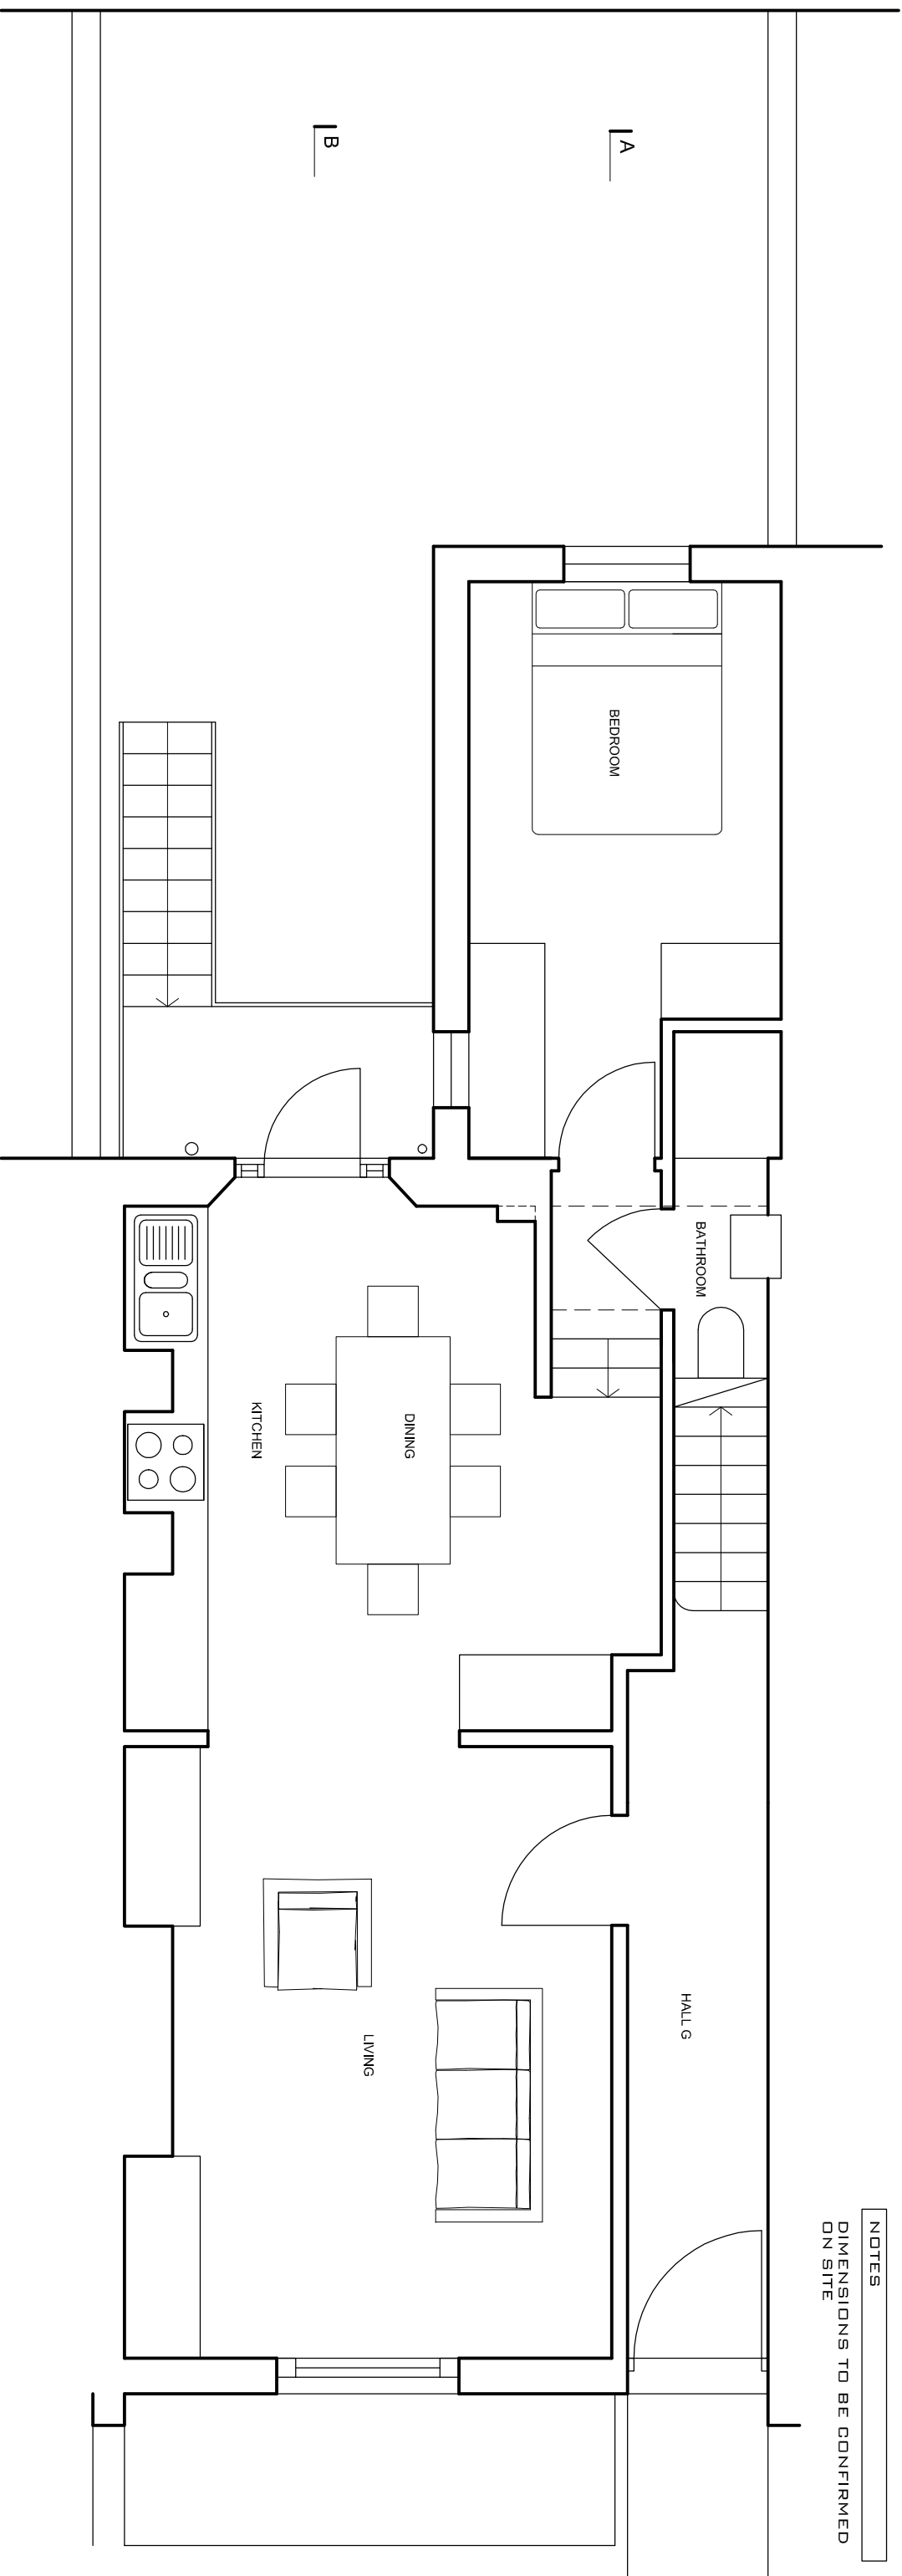 NOTES
DIMENSIONS TO BE CONFIRMED
ON SITE
A
B
BEDROOM
BATHROOM
KITCHEN
DINING
HALL G
LIVING